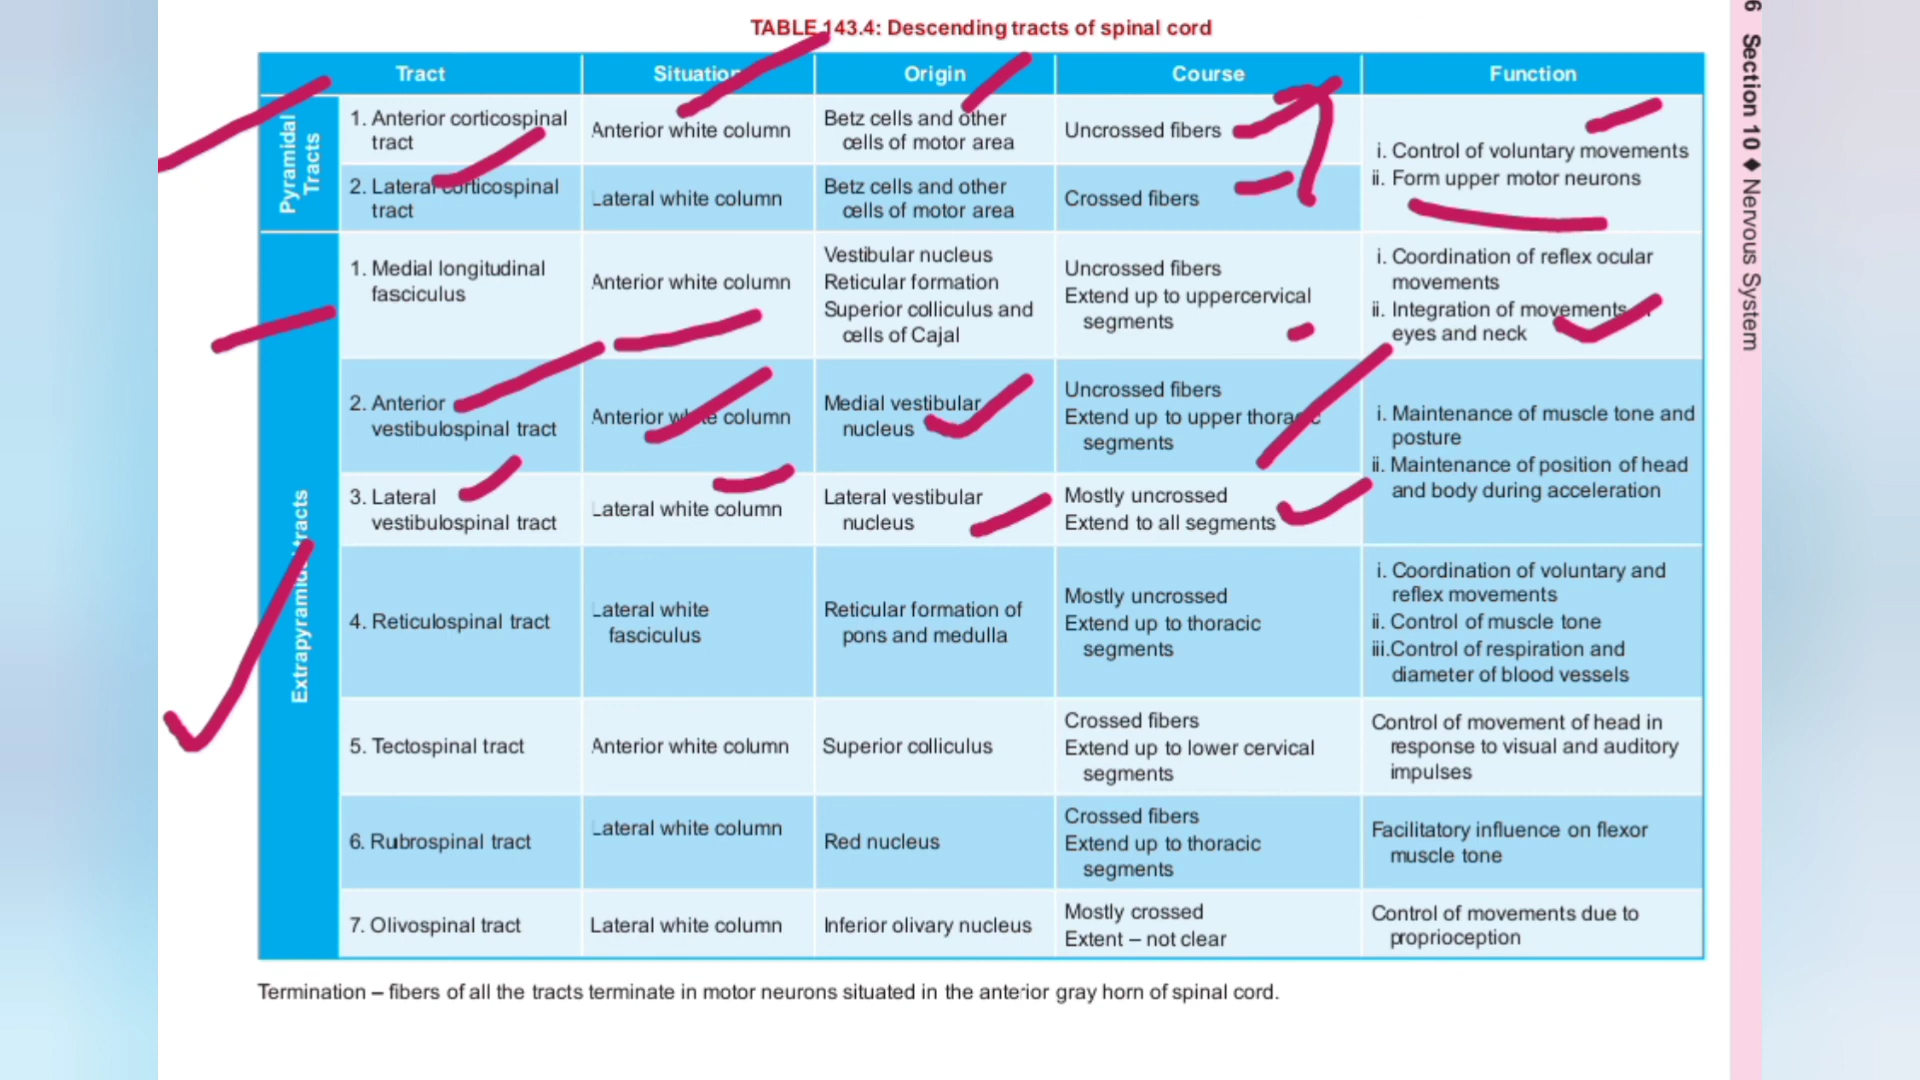 TABLE 143.4: Descending tracts of spinal cord
Tract
Situation
Origin
Course
Function
Pyramidal
Tracts
1. Anterior corticospinal
tract
Anterior white column
Betz cells and other
cells of motor area
Uncrossed fibers
i. Control of voluntary movements
ii. Form upper motor neurons
2. Lateral corticospinal
tract
Lateral white column
Betz cells and other
cells of motor area
Crossed fibers
Extrapyramidal tracts
1. Medial longitudinal
fasciculus
Anterior white column
Vestibular nucleus
Reticular formation
Superior colliculus and
cells of Cajal
Uncrossed fibers
Extend up to uppercervical
segments
i. Coordination of reflex ocular
movements
ii. Integration of movements
eyes and neck
2. Anterior
vestibulospinal tract
Anterior white column
Medial vestibular
nucleus
Uncrossed fibers
Extend up to upper thoracic
segments
i. Maintenance of muscle tone and
posture
ii. Maintenance of position of head
and body during acceleration
3. Lateral
vestibulospinal tract
Lateral white column
Lateral vestibular
nucleus
Mostly uncrossed
Extend to all segments
4. Reticulospinal tract
Lateral white
fasciculus
Reticular formation of
pons and medulla
Mostly uncrossed
Extend up to thoracic
segments
i. Coordination of voluntary and
reflex movements
ii. Control of muscle tone
iii.Control of respiration and
diameter of blood vessels
5. Tectospinal tract
Anterior white column
Superior colliculus
Crossed fibers
Extend up to lower cervical
segments
Control of movement of head in
response to visual and auditory
impulses
6. Rubrospinal tract
Lateral white column
Red nucleus
Crossed fibers
Extend up to thoracic
segments
Facilitatory influence on flexor
muscle tone
7. Olivospinal tract
Lateral white column
Inferior olivary nucleus
Mostly crossed
Extent – not clear
Control of movements due to
proprioception
Termination – fibers of all the tracts terminate in motor neurons situated in the anterior gray horn of spinal cord.
6 Section 10 ♦ Nervous System